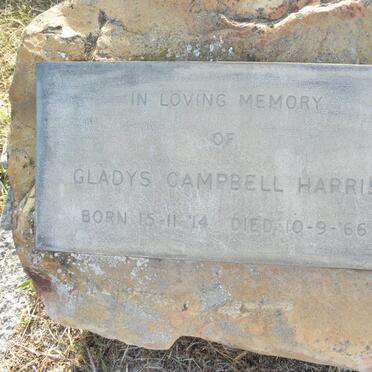 IN LOVING MEMORY
OF
GLADYS CAMPBELL HARRIS
BORN 15-11-'14 DIED 10-9-'66